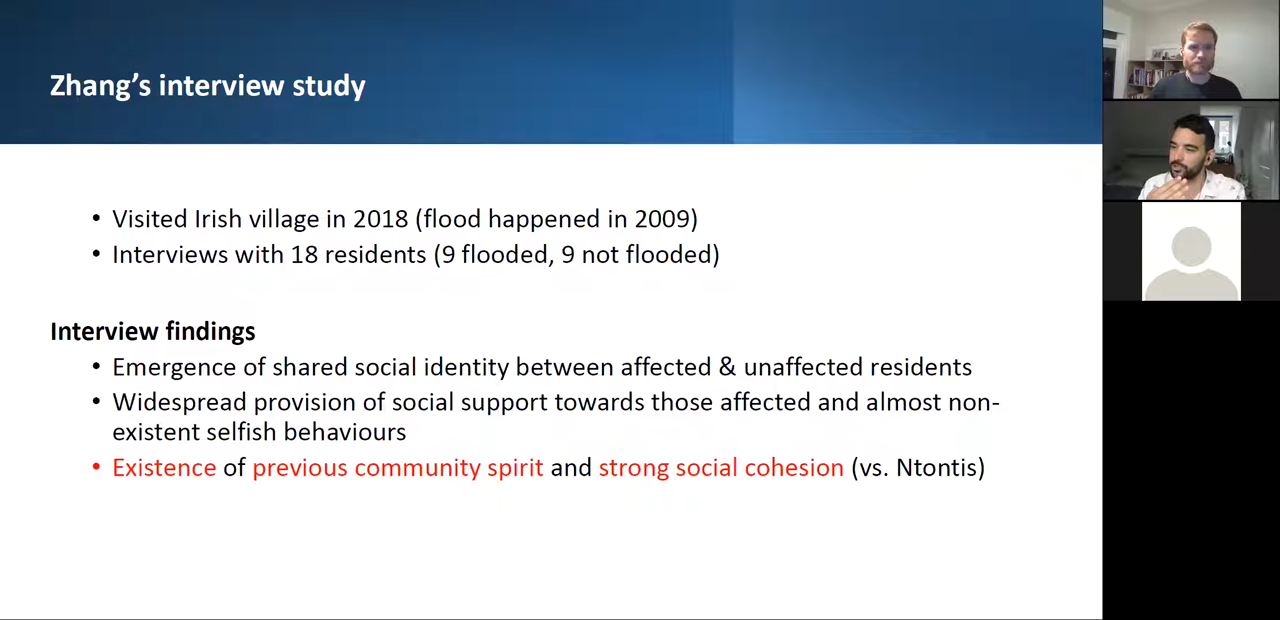 Zhang’s interview study
• Visited Irish village in 2018 (flood happened in 2009)
• Interviews with 18 residents (9 flooded, 9 not flooded)
Interview findings
• Emergence of shared social identity between affected & unaffected residents
• Widespread provision of social support towards those affected and almost non-
existent selfish behaviours
• Existence of previous community spirit and strong social cohesion (vs. Ntontis)